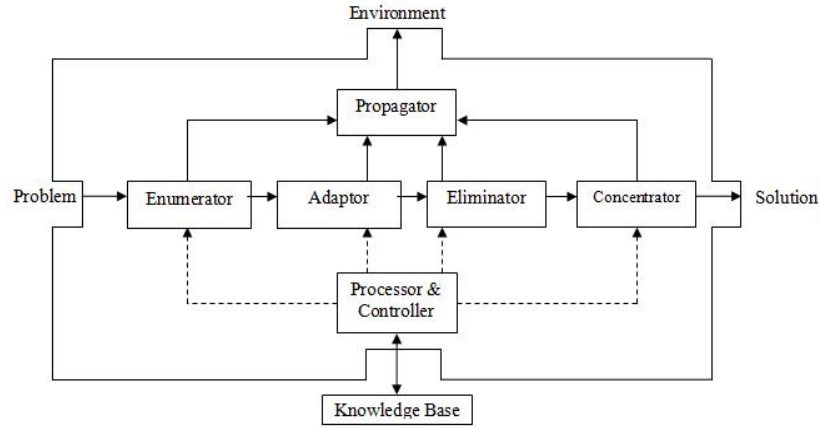 Environment
Propagator
Problem
Enumerator
Adaptor
Eliminator
Concentrator
Solution
Processor &
Controller
Knowledge Base